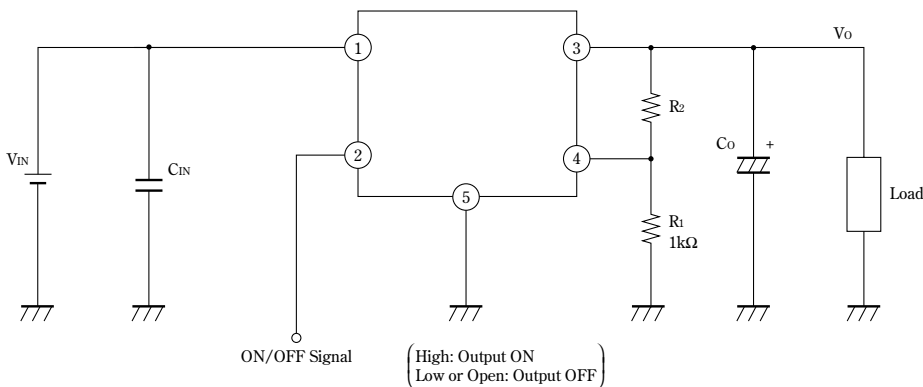 1
3
VO
R2
2
4
CO
+
VIN
CIN
5
Load
R1
1kΩ
ON/OFF Signal
High: Output ON
Low or Open: Output OFF